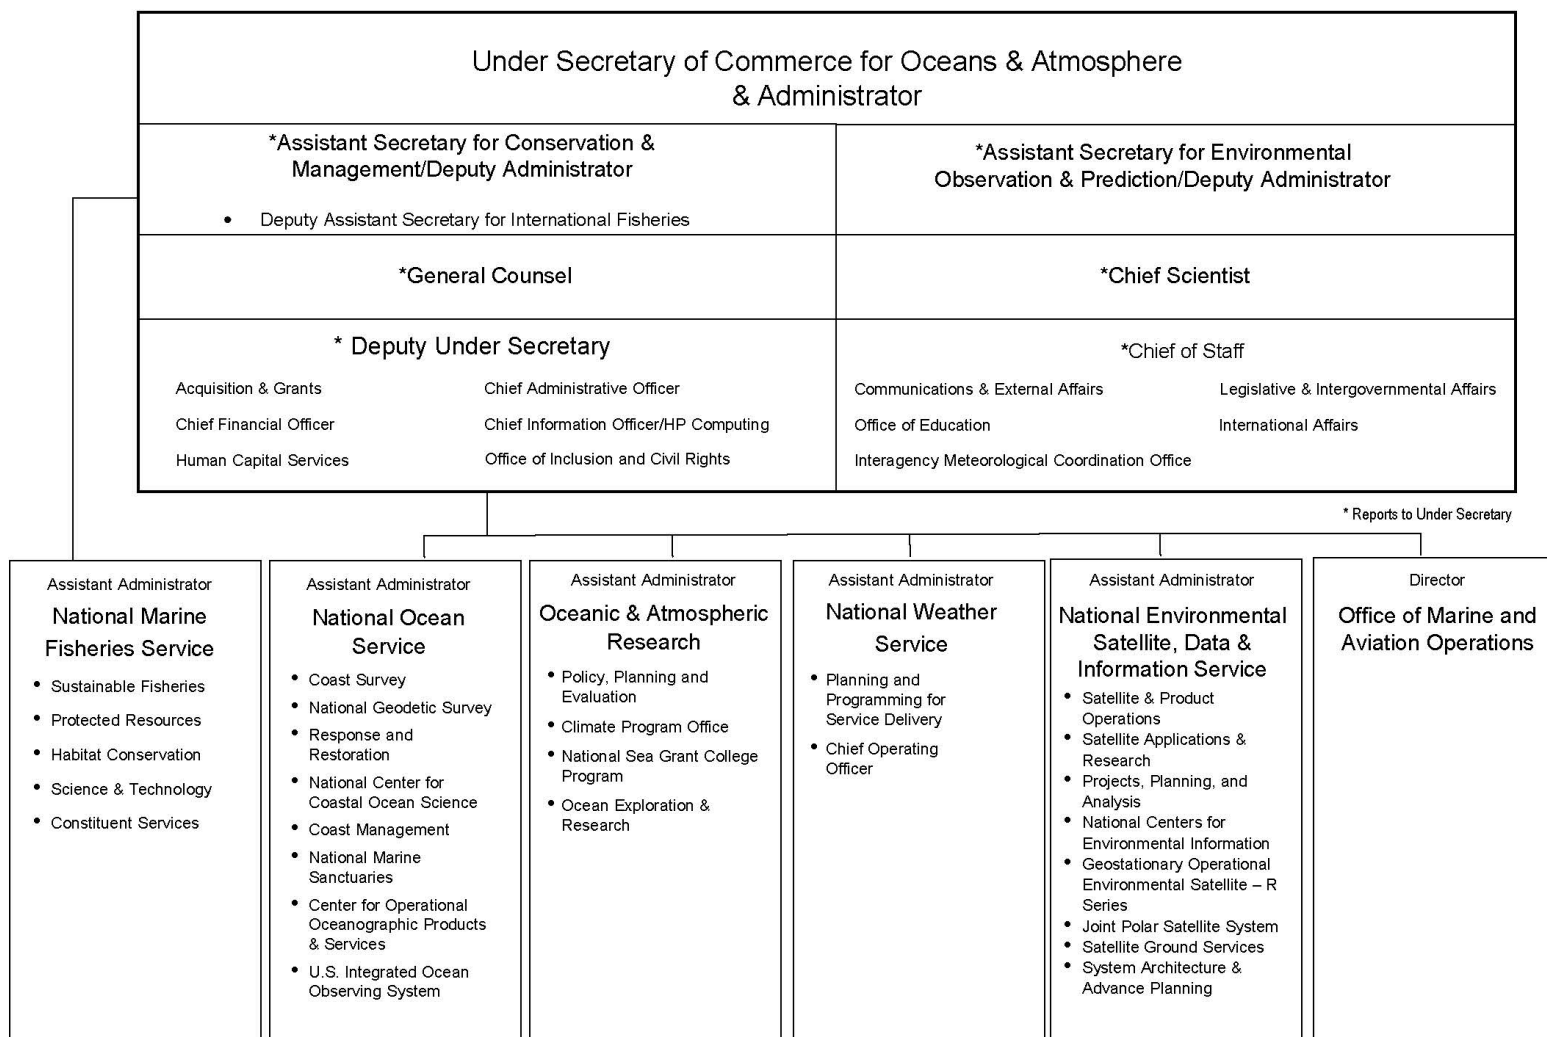 Under Secretary of Commerce for Oceans & Atmosphere
& Administrator
*Assistant Secretary for Conservation &
Management/Deputy Administrator
• Deputy Assistant Secretary for International Fisheries
*Assistant Secretary for Environmental
Observation & Prediction/Deputy Administrator
*General Counsel
*Chief Scientist
* Deputy Under Secretary
Acquisition & Grants
Chief Administrative Officer
Chief Financial Officer
Chief Information Officer/HP Computing
Human Capital Services
Office of Inclusion and Civil Rights
*Chief of Staff
Communications & External Affairs
Legislative & Intergovernmental Affairs
Office of Education
International Affairs
Interagency Meteorological Coordination Office
* Reports to Under Secretary
Assistant Administrator
National Marine
Fisheries Service
• Sustainable Fisheries
• Protected Resources
• Habitat Conservation
• Science & Technology
• Constituent Services
Assistant Administrator
National Ocean
Service
• Coast Survey
• National Geodetic Survey
• Response and
Restoration
• National Center for
Coastal Ocean Science
• Coast Management
• National Marine
Sanctuaries
• Center for Operational
Oceanographic Products
& Services
• U.S. Integrated Ocean
Observing System
Assistant Administrator
Oceanic & Atmospheric
Research
• Policy, Planning and
Evaluation
• Climate Program Office
• National Sea Grant College
Program
• Ocean Exploration &
Research
Assistant Administrator
National Weather
Service
• Planning and
Programming for
Service Delivery
• Chief Operating
Officer
Assistant Administrator
National Environmental
Satellite, Data &
Information Service
• Satellite & Product
Operations
• Satellite Applications &
Research
• Projects, Planning, and
Analysis
• National Centers for
Environmental Information
• Geostationary Operational
Environmental Satellite – R
Series
• Joint Polar Satellite System
• Satellite Ground Services
• System Architecture &
Advance Planning
Director
Office of Marine and
Aviation Operations